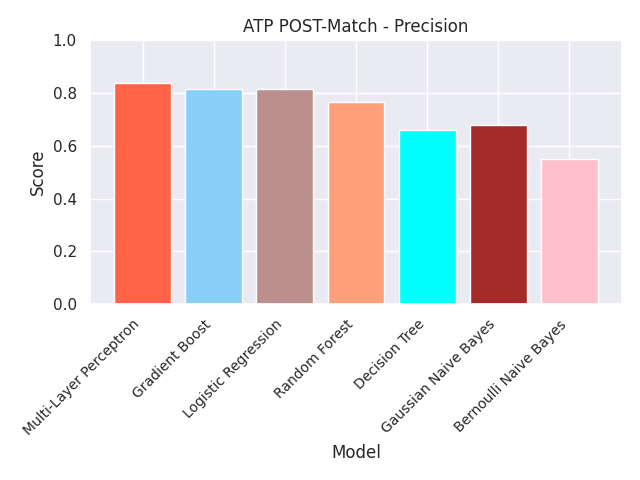 ATP POST-Match - Precision
1.0
0.8
0.6
0.4
0.2
0.0
Score
Multi-Layer Perceptron
Gradient Boost
Logistic Regression
Random Forest
Decision Tree
Gaussian Naive Bayes
Bernoulli Naive Bayes
Model